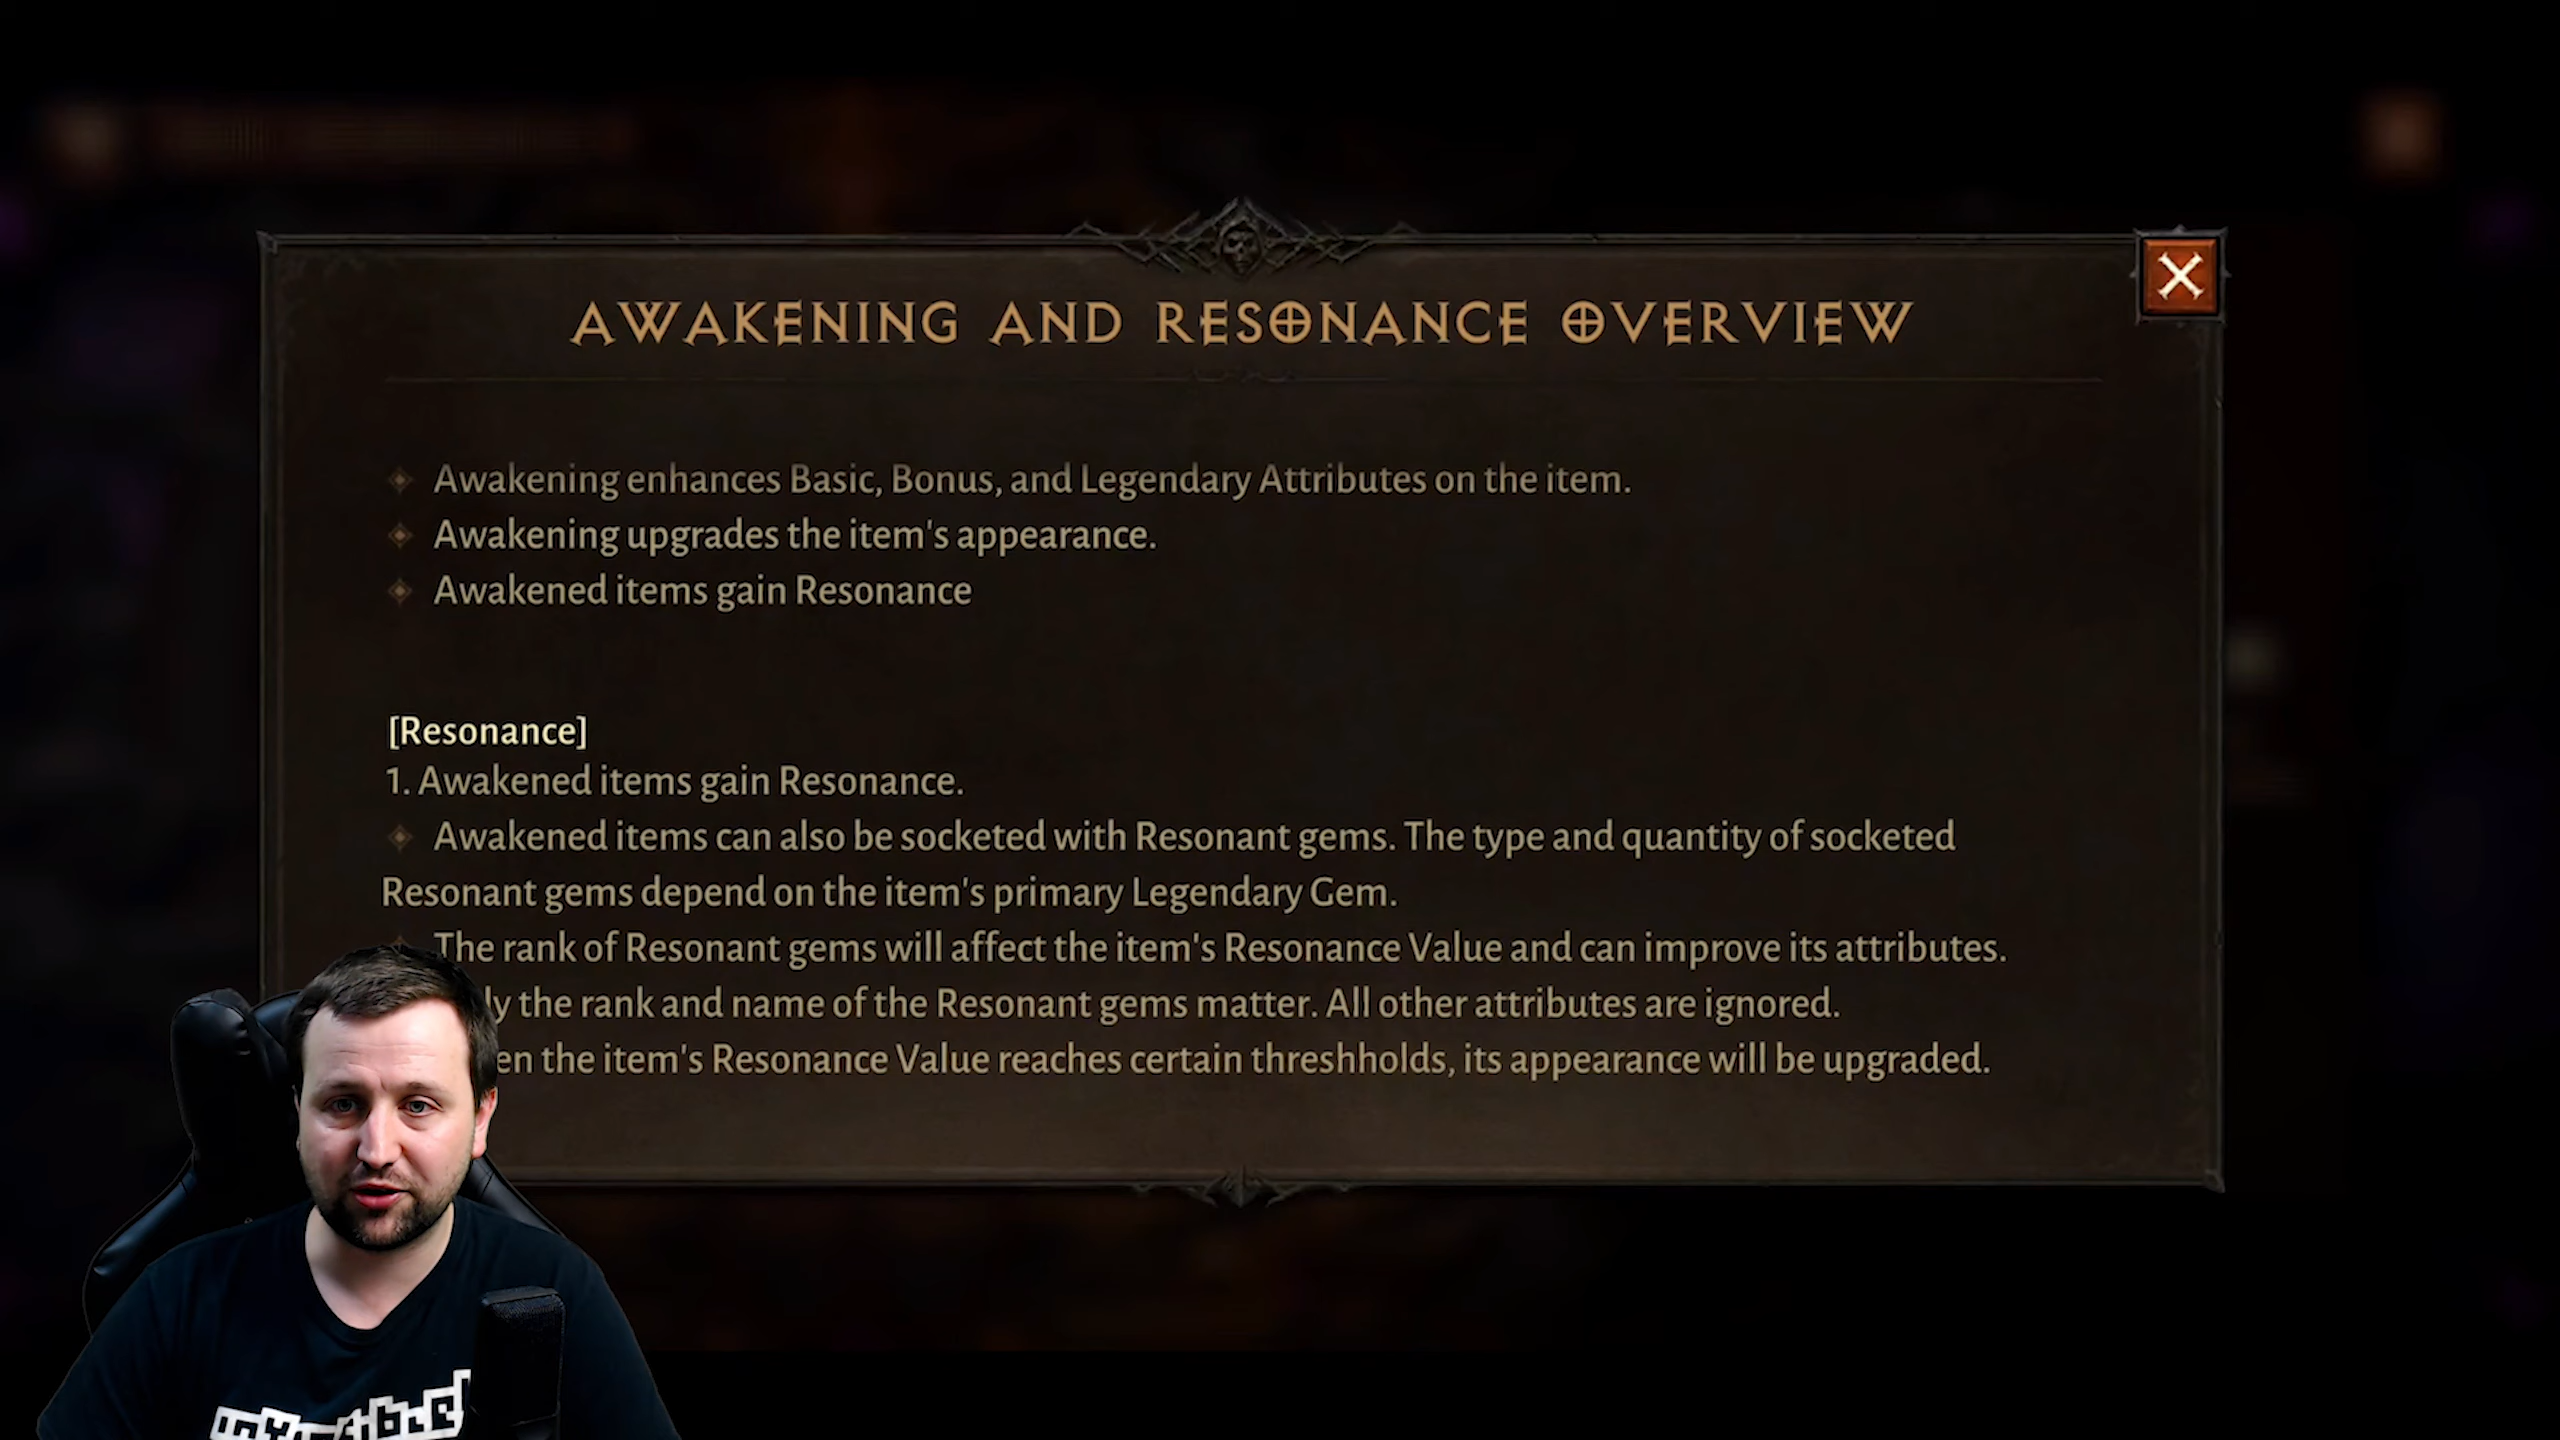 AWAKENING AND RESONANCE OVERVIEW
Awakening enhances Basic, Bonus, and Legendary Attributes on the item.
Awakening upgrades the item's appearance.
Awakened items gain Resonance
[Resonance]
1. Awakened items gain Resonance.
Awakened items can also be socketed with Resonant gems. The type and quantity of socketed
Resonant gems depend on the item's primary Legendary Gem.
The rank of Resonant gems will affect the item's Resonance Value and can improve its attributes.
the rank and name of the Resonant gems matter. All other attributes are ignored.
the item's Resonance Value reaches certain threshholds, its appearance will be upgraded.